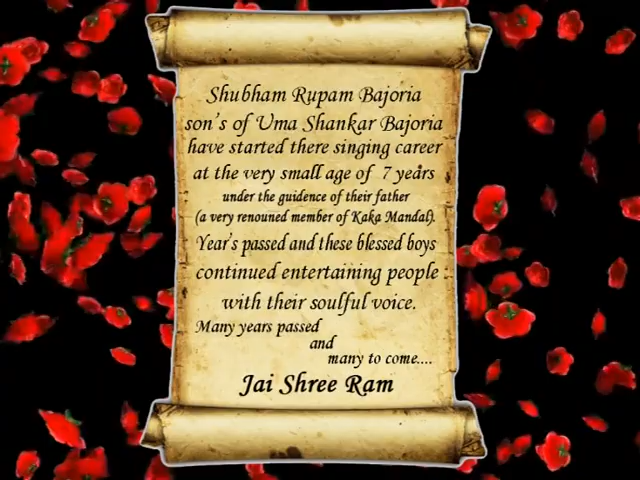 Shubham Rupam Bajoria
son's of Uma Shankar Bajoria
have started there singing career
at the very small age of 7 years
under the guidence of their father
(a very renouned member of Kaka Mandal).
Year's passed and these blessed boys
continued entertaining people
with their soulful voice.
Many years passed
and
many to come....
Jai Shree Ram